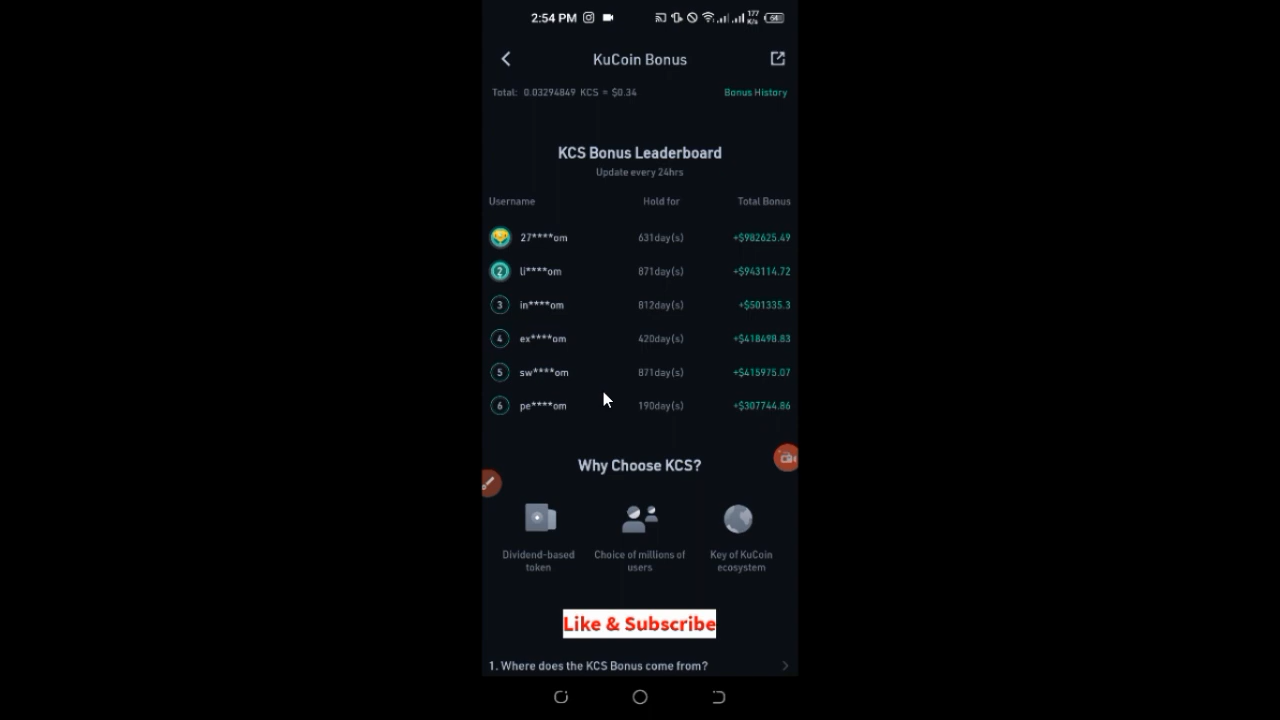 2:54 PM
177 K/s 64
KuCoin Bonus
Total: 0.03294849 KCS ≈ $0.34 Bonus History
KCS Bonus Leaderboard
Update every 24hrs
Username Hold for Total Bonus
27****om 631day(s) +$982625.49
2 li****om 871day(s) +$943114.72
3 in****om 812day(s) +$501335.3
4 ex****om 420day(s) +$418498.83
5 sw****om 871day(s) +$415975.07
6 pe****om 190day(s) +$307744.86
Why Choose KCS?
Dividend-based Choice of millions of Key of KuCoin
token users ecosystem
Like & Subscribe
1. Where does the KCS Bonus come from?